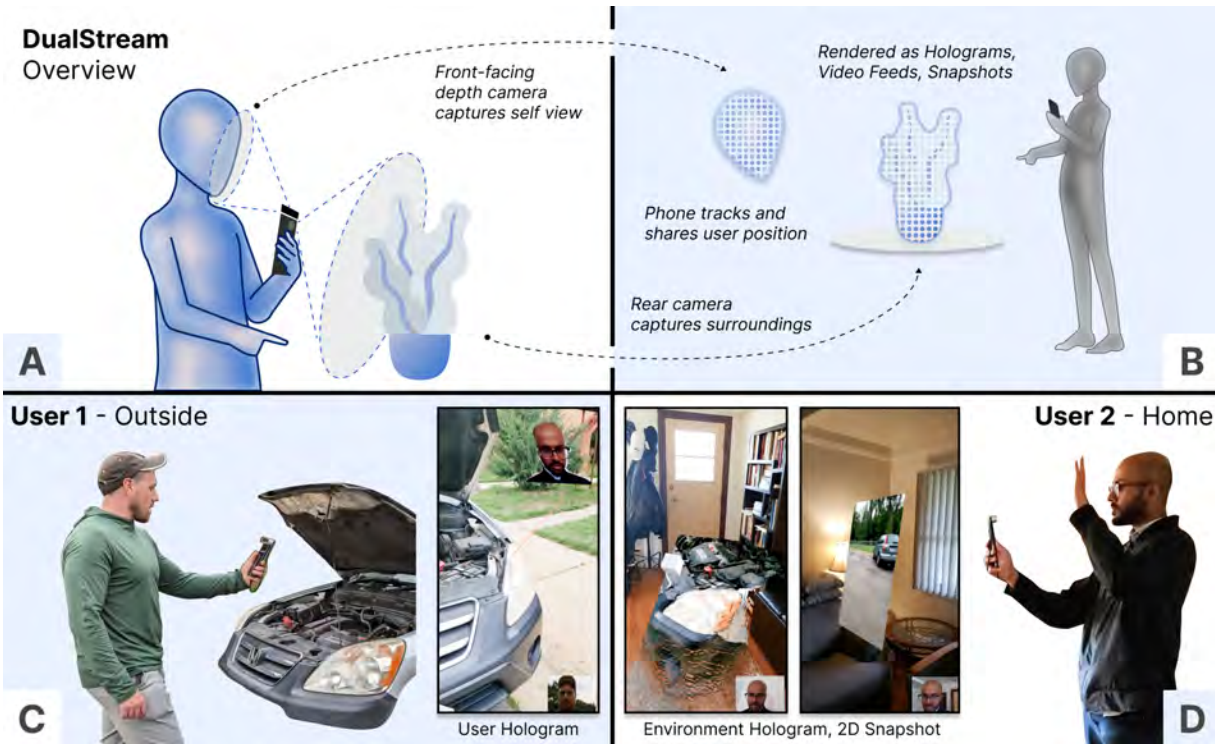 DualStream
Overview
Front-facing
depth camera
captures self view
Rendered as Holograms,
Video Feeds, Snapshots
Phone tracks and
shares user position
Rear camera
captures surroundings
A
B
User 1 - Outside
User 2 - Home
C
User Hologram
Environment Hologram, 2D Snapshot
D